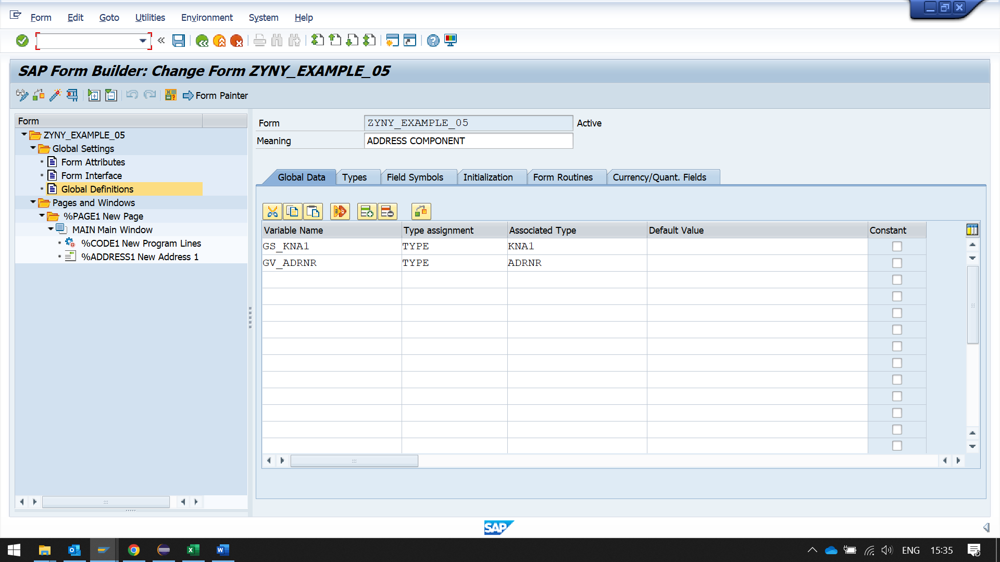 Form Edit Goto Utilities Environment System Help
SAP Form Builder: Change Form ZYNY_EXAMPLE_05
Form Painter
Form
ZYNY_EXAMPLE_05
Global Settings
Form Attributes
Form Interface
Global Definitions
Pages and Windows
%PAGE1 New Page
MAIN Main Window
%CODE1 New Program Lines
%ADDRESS1 New Address 1
Form ZYNY_EXAMPLE_05 Active
Meaning ADDRESS COMPONENT
Global Data Types Field Symbols Initialization Form Routines Currency/Quant. Fields
Variable Name Type assignment Associated Type Default Value Constant
GS_KNA1 TYPE KNA1
GV_ADRNR TYPE ADRNR
SAP
ENG 15:35